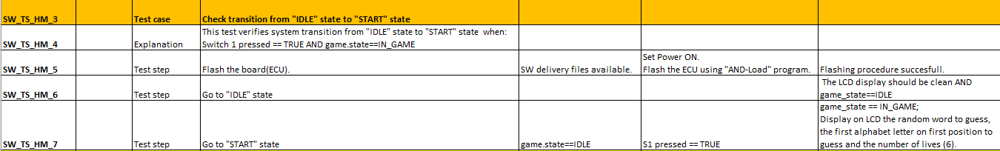 SW_TS_HM_3 Test case Check transition from "IDLE" state to "START" state
SW_TS_HM_4 Explanation This test verifies system transition from "IDLE" state to "START" state when:
Switch 1 pressed == TRUE AND game.state==IN_GAME
SW_TS_HM_5 Test step Flash the board(ECU). SW delivery files available. Set Power ON.
Flash the ECU using "AND-Load" program. Flashing procedure succesfull.
SW_TS_HM_6 Test step Go to "IDLE" state The LCD display should be clean AND
game_state==IDLE
SW_TS_HM_7 Test step Go to "START" state game.state==IDLE S1 pressed == TRUE game_state == IN_GAME;
Display on LCD the random word to guess,
the first alphabet letter on first position to
guess and the number of lives (6).